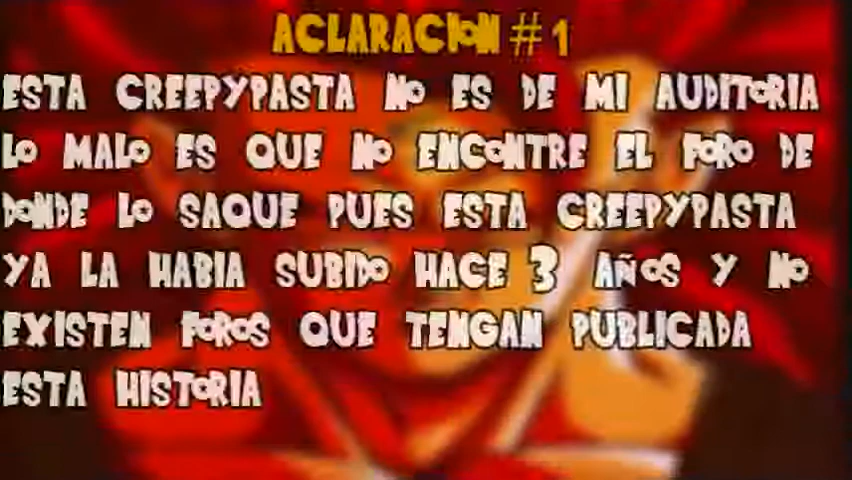 ACLARACION #1
ESTA CREEPYPASTA NO ES DE MI AUDITORIA
LO MALO ES QUE NO ENCONTRE EL FORO DE
DONDE LO SAQUE PUES ESTA CREEPYPASTA
YA LA HABIA SUBIDO HACE 3 AÑOS Y NO
EXISTEN FOROS QUE TENGAN PUBLICADA
ESTA HISTORIA